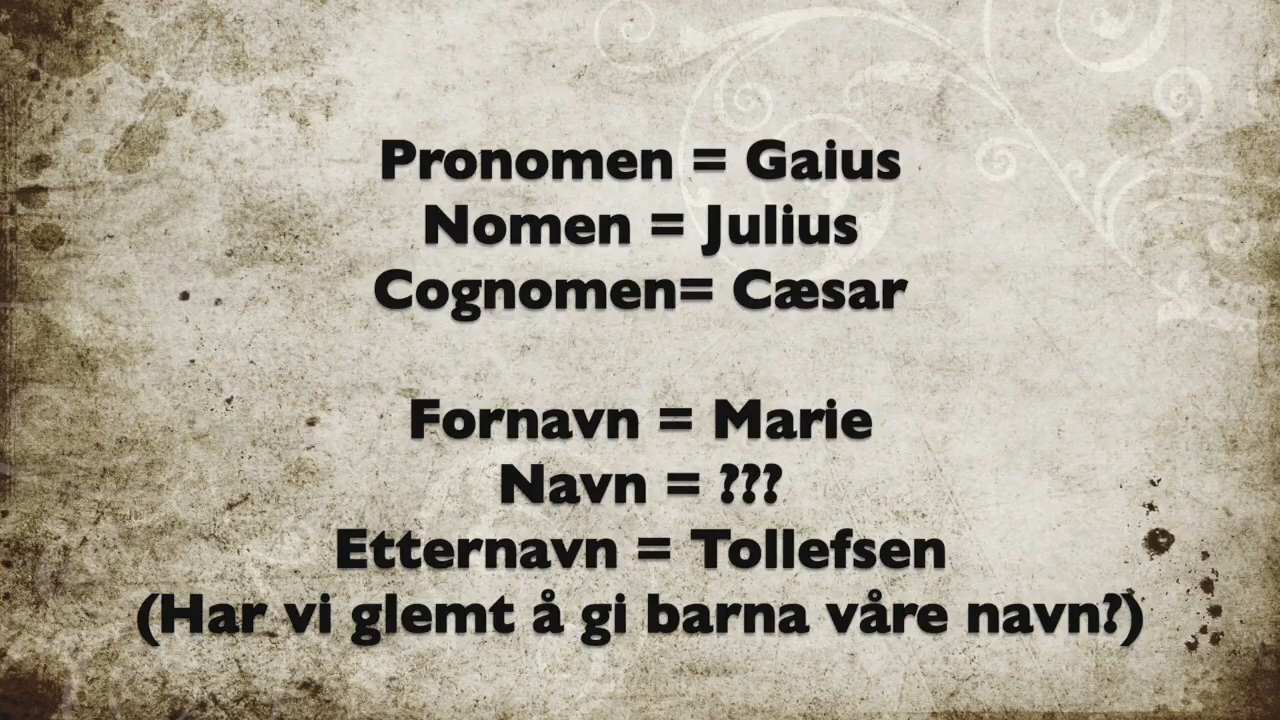 Pronomen = Gaius
Nomen = Julius
Cognomen= Cæsar
Fornavn = Marie
Navn = ???
Etternavn = Tollefsen
(Har vi glemt å gi barna våre navn?)